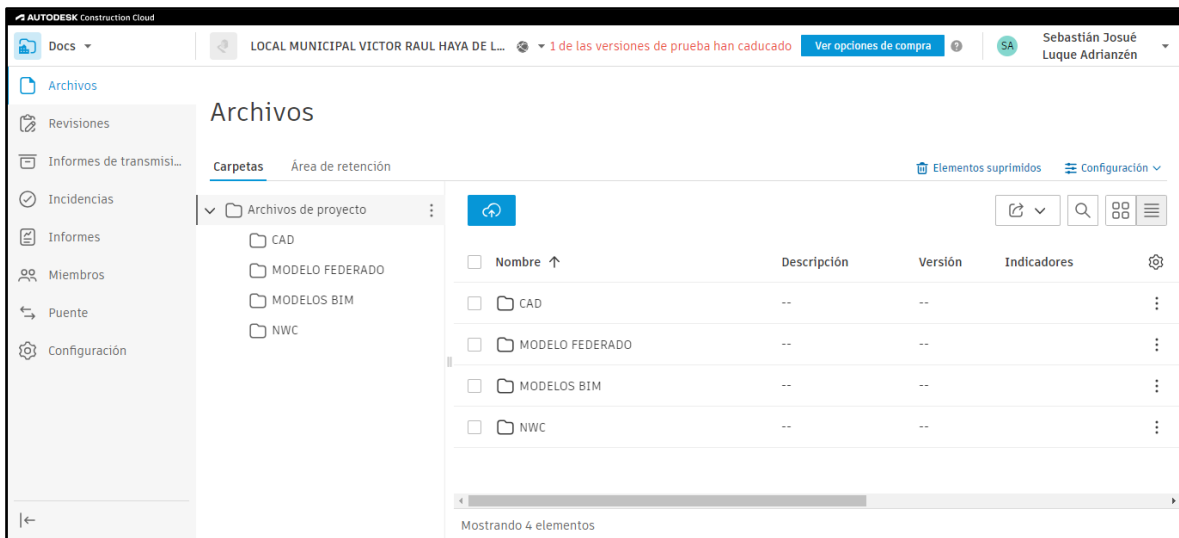 AUTODESK Construction Cloud
Docs
LOCAL MUNICIPAL VICTOR RAUL HAYA DE L...
1 de las versiones de prueba han caducado
Ver opciones de compra
SA
Sebastián Josué
Luque Adrianzén
Archivos
Revisiones
Informes de transmisi...
Incidencias
Informes
Miembros
Puente
Configuración
Archivos
Carpetas
Área de retención
Elementos suprimidos
Configuración
Archivos de proyecto
CAD
MODELO FEDERADO
MODELOS BIM
NWC
Nombre Descripción Versión Indicadores
CAD -- --
MODELO FEDERADO -- --
MODELOS BIM -- --
NWC -- --
Mostrando 4 elementos